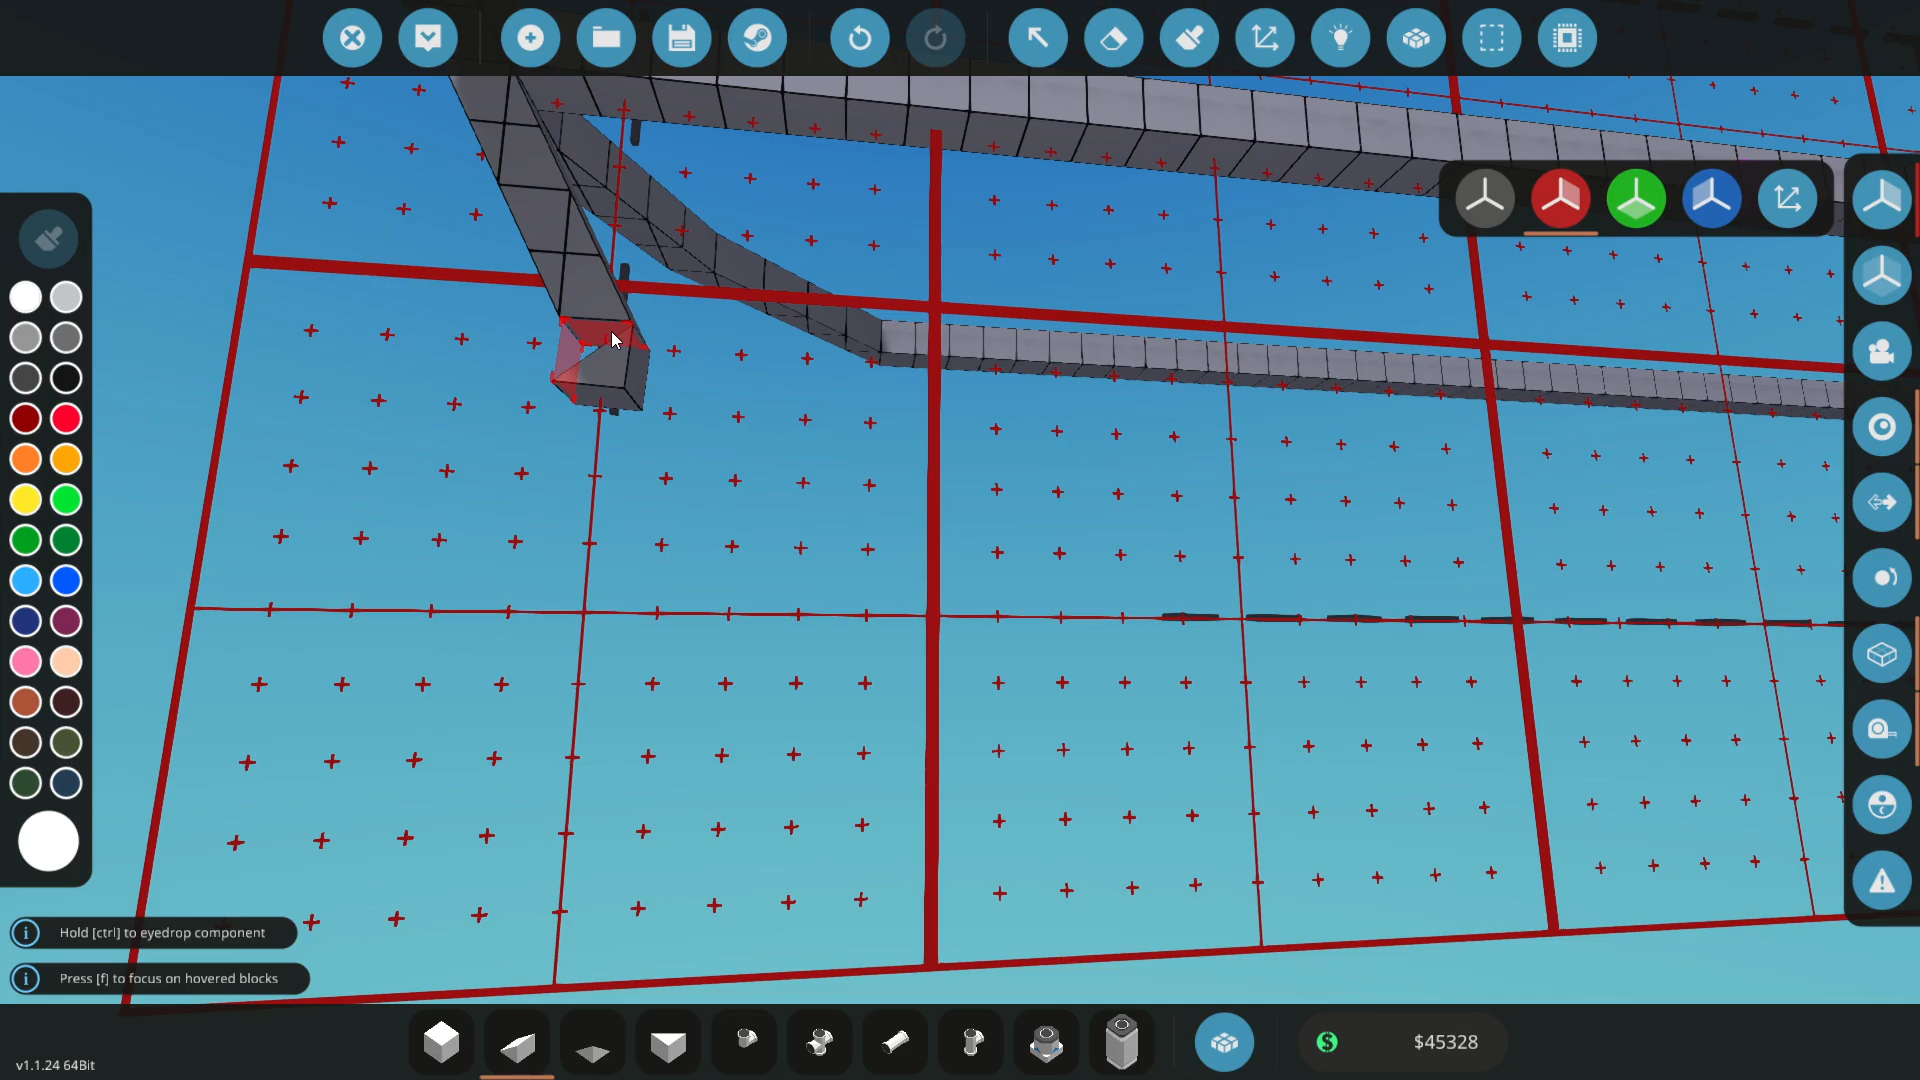 Hold [ctrl] to eyedrop component
Press [f] to focus on hovered blocks
v1.1.24 64Bit
$45328